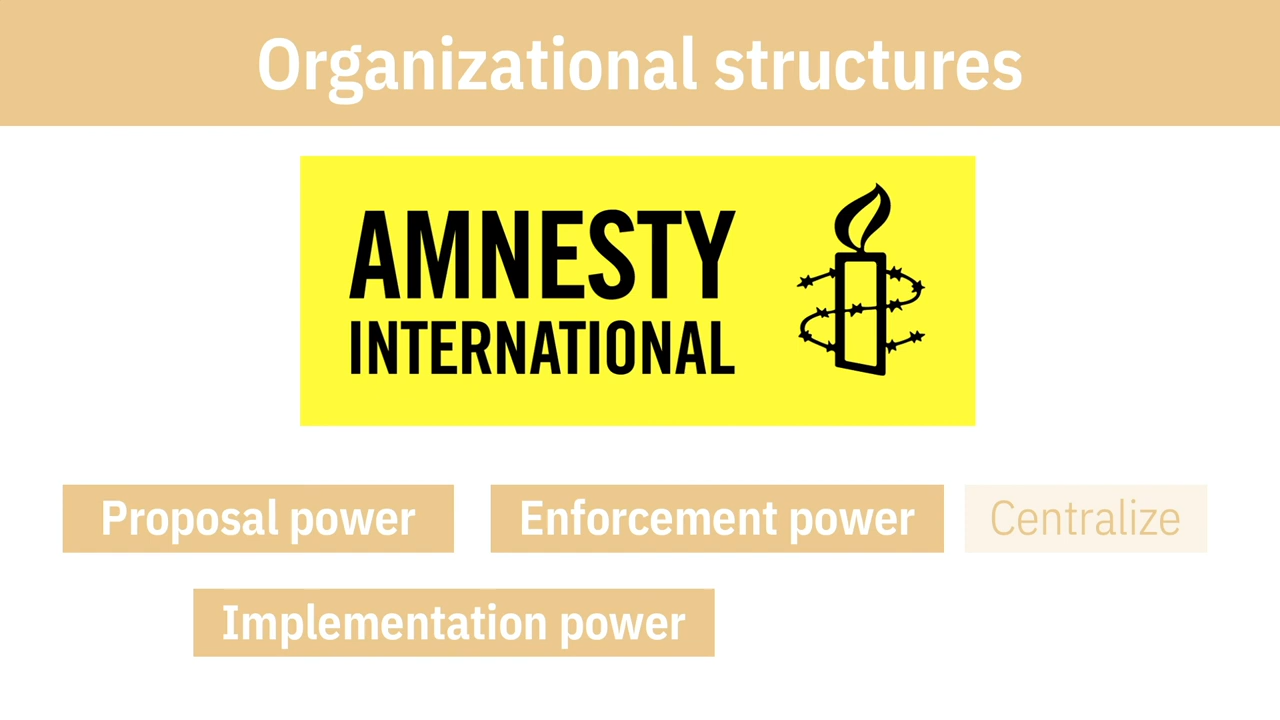 Organizational structures
AMNESTY
INTERNATIONAL
Proposal power
Enforcement power
Centralize
Implementation power